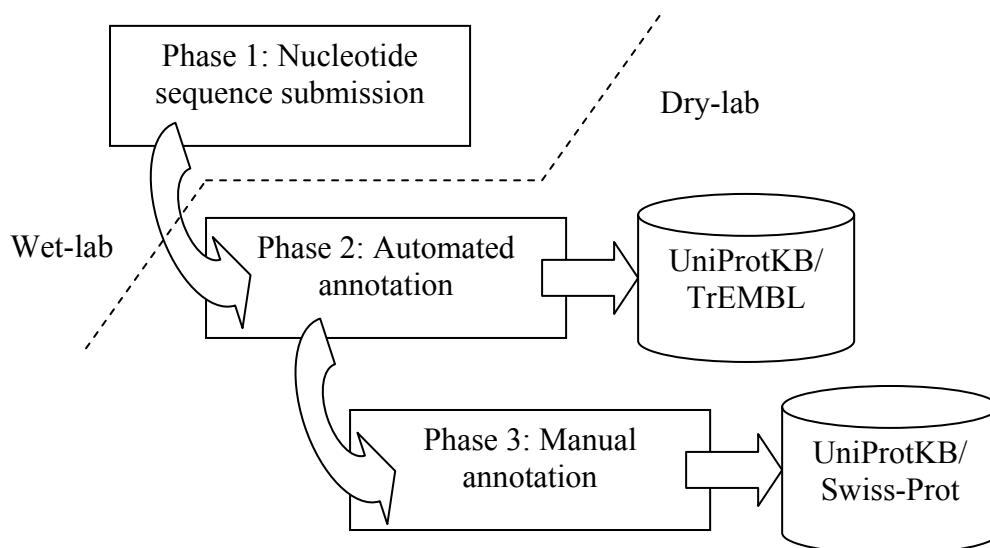 Phase 1: Nucleotide
sequence submission
Dry-lab
Wet-lab
Phase 2: Automated
annotation
UniProtKB/
TrEMBL
Phase 3: Manual
annotation
UniProtKB/
Swiss-Prot